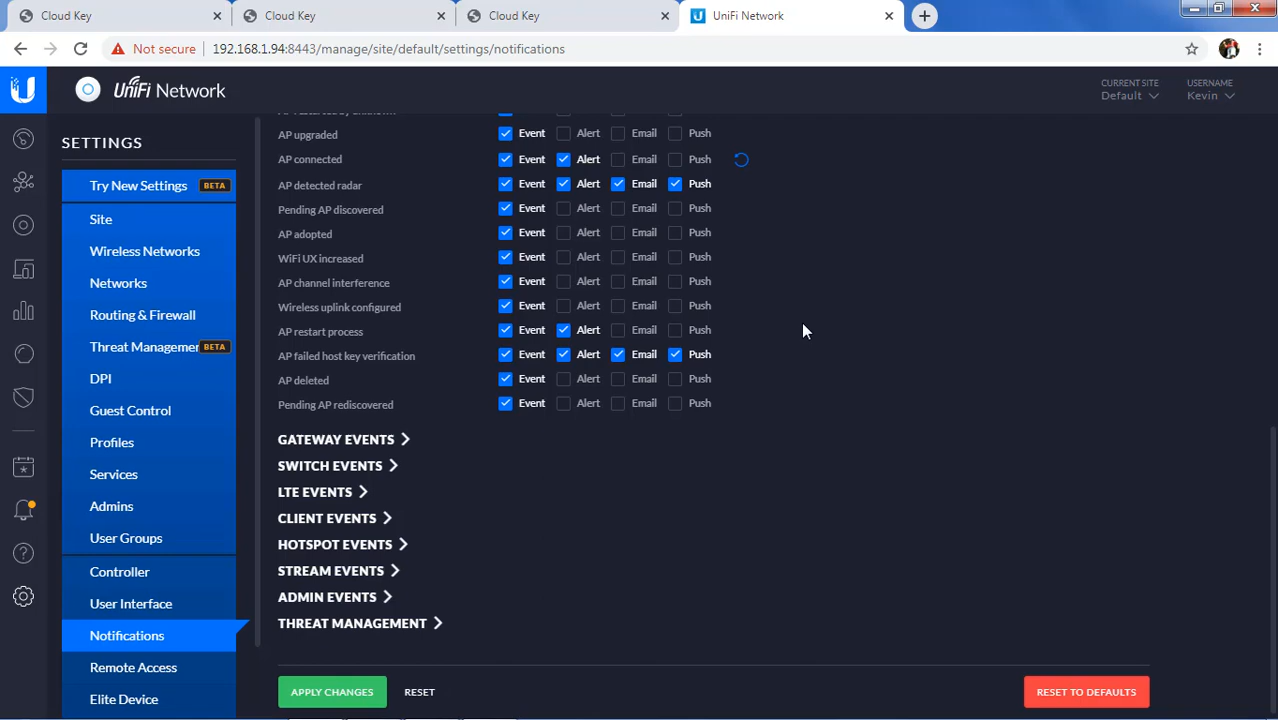 Cloud Key
Cloud Key
Cloud Key
UniFi Network
Not secure
192.168.1.94:8443/manage/site/default/settings/notifications
UniFi Network
CURRENT SITE
Default
USERNAME
Kevin
SETTINGS
Try New Settings BETA
Site
Wireless Networks
Networks
Routing & Firewall
Threat Managemer BETA
DPI
Guest Control
Profiles
Services
Admins
User Groups
Controller
User Interface
Notifications
Remote Access
Elite Device
AP upgraded Event Alert Email Push
AP connected Event Alert Email Push
AP detected radar Event Alert Email Push
Pending AP discovered Event Alert Email Push
AP adopted Event Alert Email Push
WiFi UX increased Event Alert Email Push
AP channel interference Event Alert Email Push
Wireless uplink configured Event Alert Email Push
AP restart process Event Alert Email Push
AP failed host key verification Event Alert Email Push
AP deleted Event Alert Email Push
Pending AP rediscovered Event Alert Email Push
GATEWAY EVENTS
SWITCH EVENTS
LTE EVENTS
CLIENT EVENTS
HOTSPOT EVENTS
STREAM EVENTS
ADMIN EVENTS
THREAT MANAGEMENT
APPLY CHANGES
RESET
RESET TO DEFAULTS